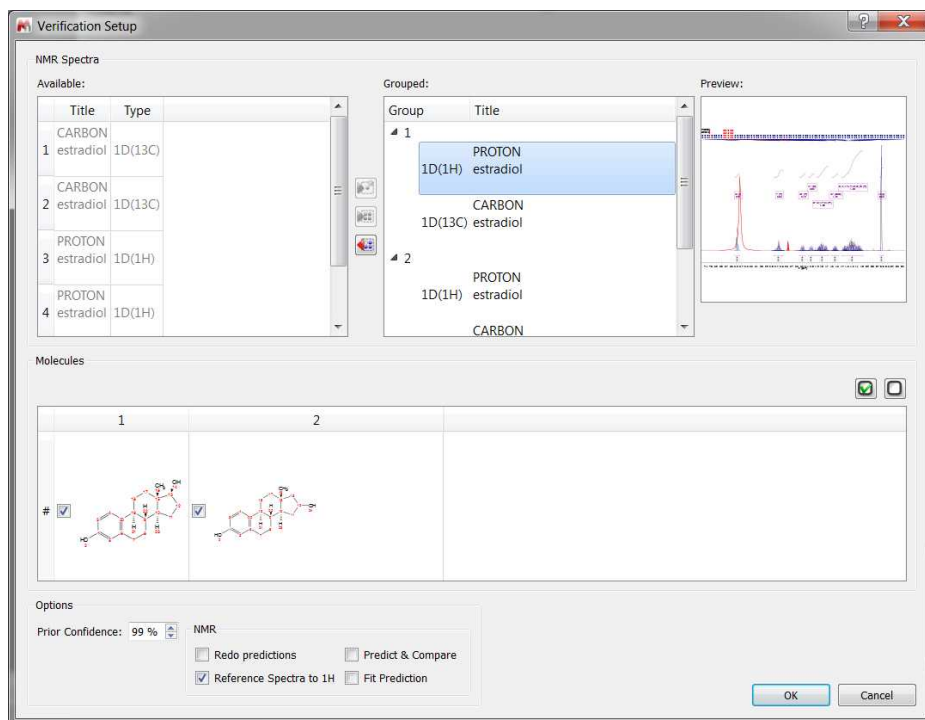 Verification Setup
NMR Spectra
Available:
Grouped:
Preview:
Title Type
Group Title
1 CARBON estradiol 1D(13C)
2 CARBON estradiol 1D(13C)
3 PROTON estradiol 1D(1H)
4 PROTON estradiol 1D(1H)
1
1D(1H) PROTON estradiol
1D(13C) CARBON estradiol
2
1D(1H) PROTON estradiol
CARBON
Molecules
1 2
#
CH3 OH
H
H H
HO
OH
H
H H
HO
Options
Prior Confidence: 99 %
NMR
Redo predictions
Predict & Compare
Reference Spectra to 1H
Fit Prediction
OK
Cancel